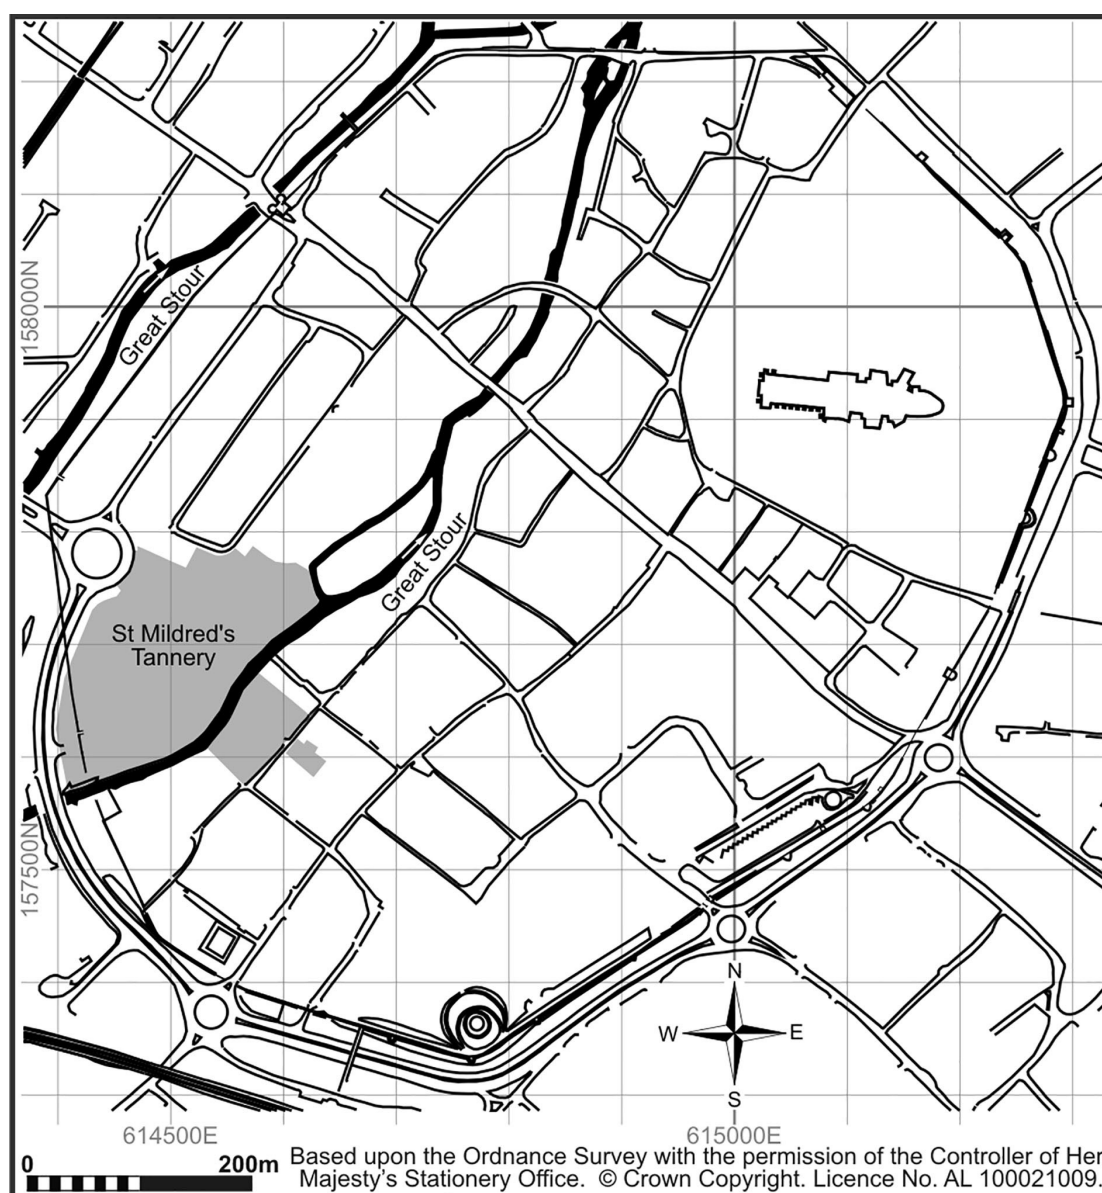 158000N
Great Stour
Great Stour
St Mildred's
Tannery
157500N
N
W
E
S
614500E
615000E
0
200m
Based upon the Ordnance Survey with the permission of the Controller of Her
Majesty’s Stationery Office. © Crown Copyright. Licence No. AL 100021009.